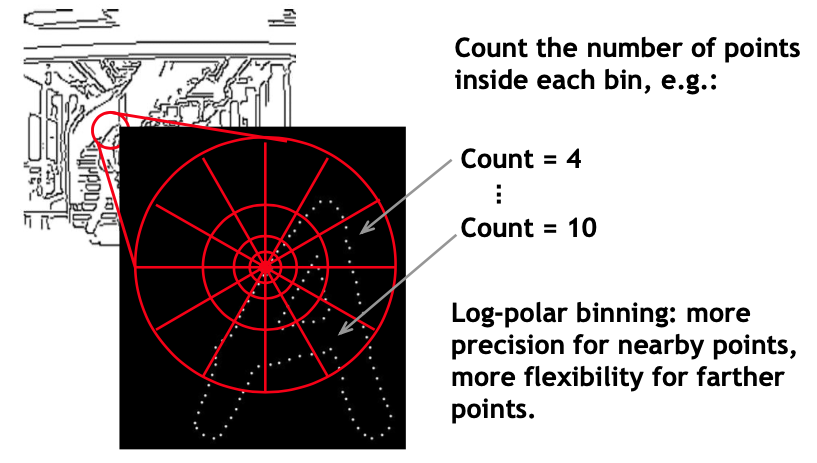 Count the number of points
inside each bin, e.g.:
Count = 4
⋮
Count = 10
Log-polar binning: more
precision for nearby points,
more flexibility for farther
points.